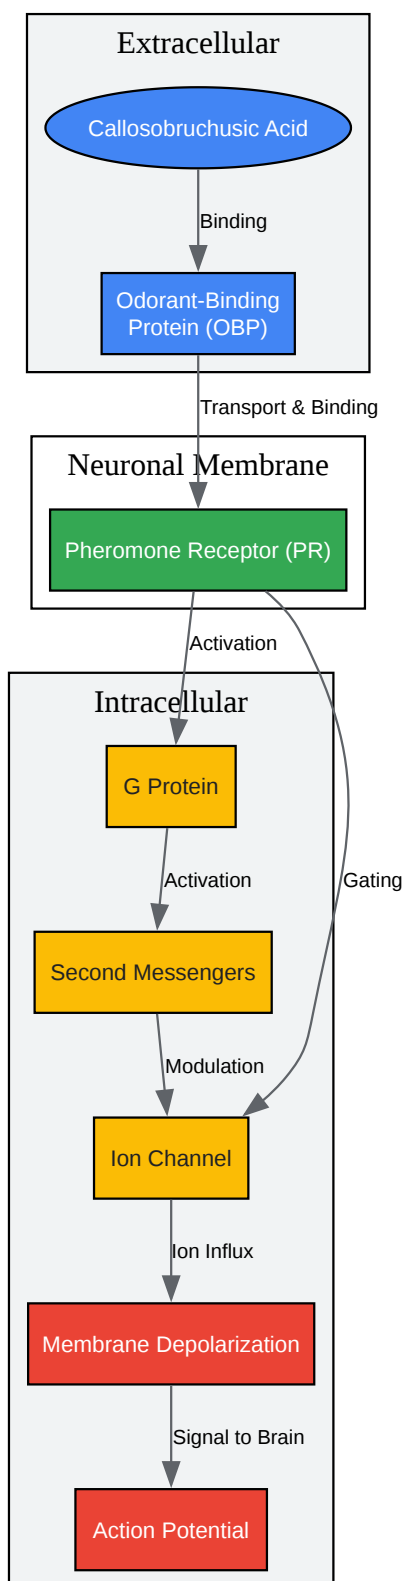 Extracellular
Callosobruchusic Acid
Binding
Odorant-Binding
Protein (OBP)
Transport & Binding
Neuronal Membrane
Pheromone Receptor (PR)
Activation
Intracellular
G Protein
Activation
Gating
Second Messengers
Modulation
Ion Channel
Ion Influx
Membrane Depolarization
Signal to Brain
Action Potential